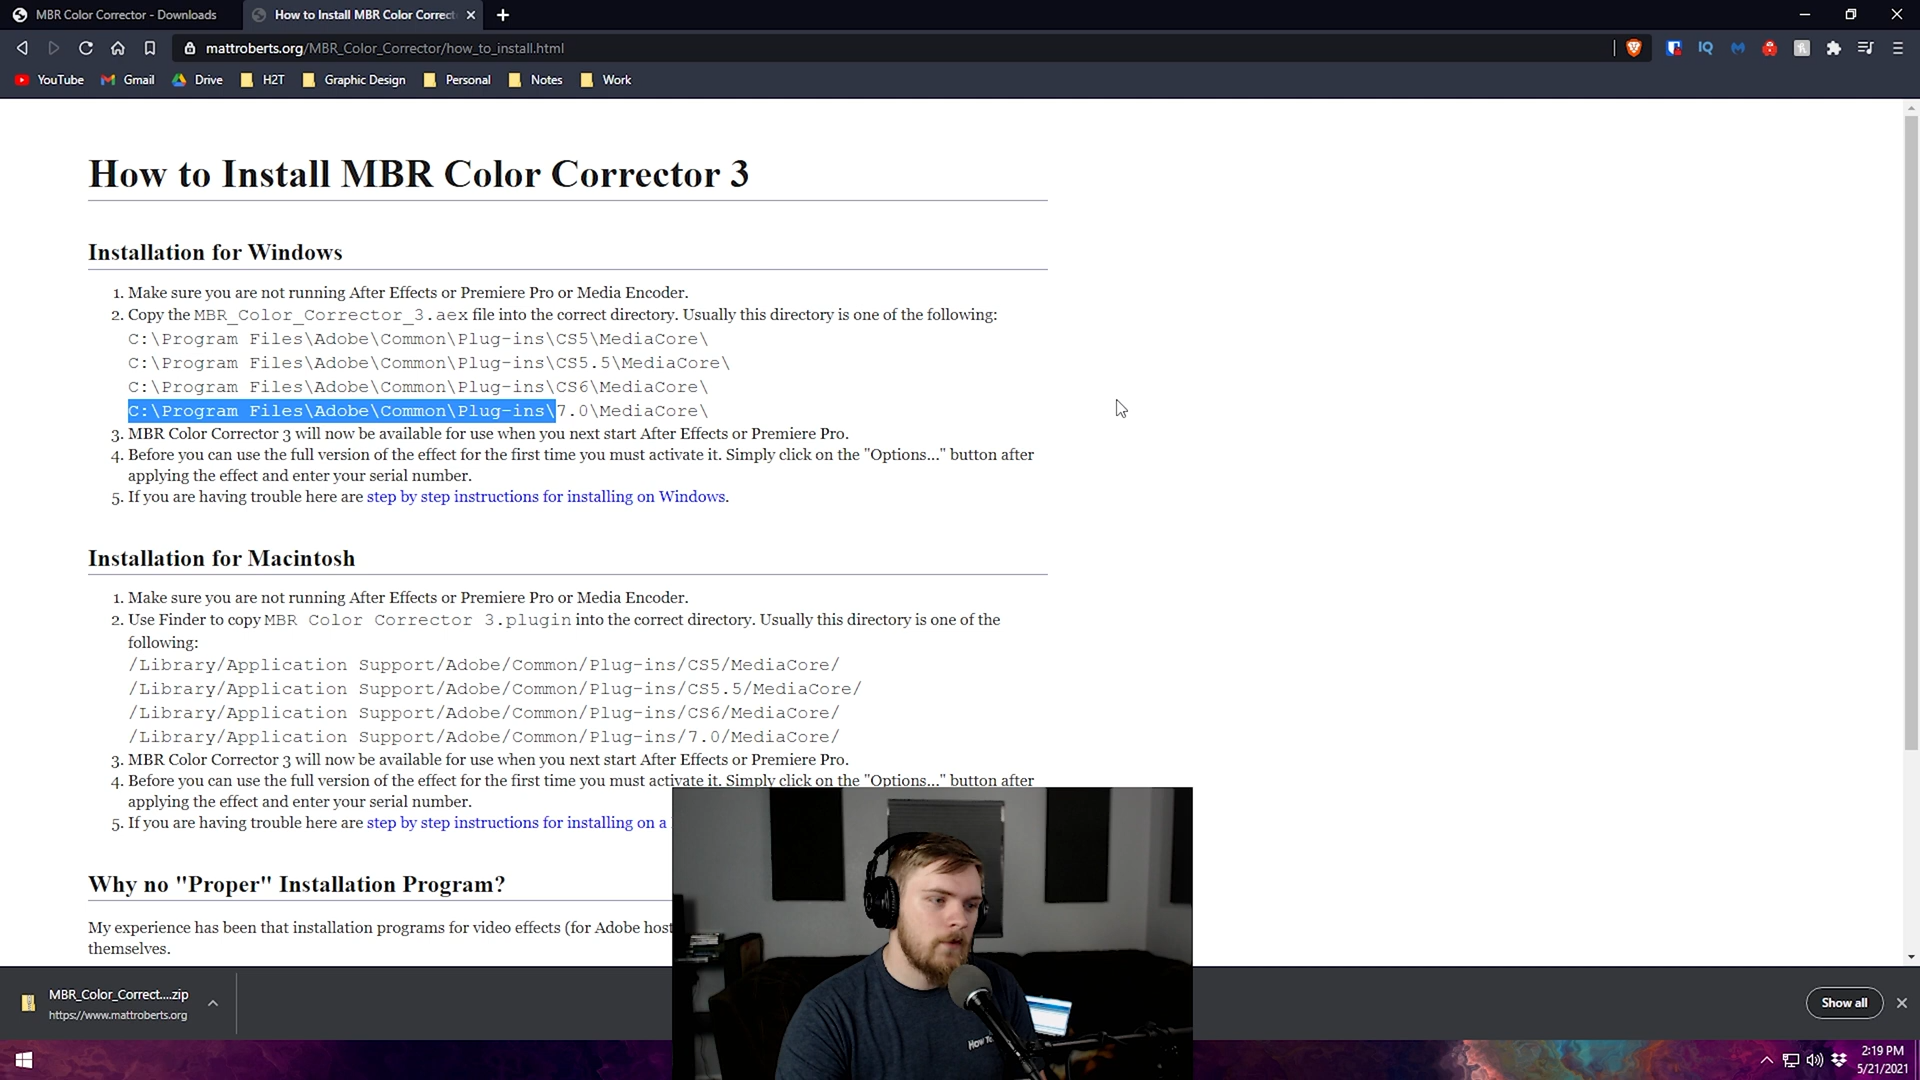 MBR Color Corrector - Downloads
How to Install MBR Color Correct
mattroberts.org/MBR_Color_Corrector/how_to_install.html
YouTube
Gmail
Drive
H2T
Graphic Design
Personal
Notes
Work
How to Install MBR Color Corrector 3
Installation for Windows
1. Make sure you are not running After Effects or Premiere Pro or Media Encoder.
2. Copy the MBR_Color_Corrector_3.aex file into the correct directory. Usually this directory is one of the following:
C:\Program Files\Adobe\Common\Plug-ins\CS5\MediaCore\
C:\Program Files\Adobe\Common\Plug-ins\CS5.5\MediaCore\
C:\Program Files\Adobe\Common\Plug-ins\CS6\MediaCore\
C:\Program Files\Adobe\Common\Plug-ins\7.0\MediaCore\
3. MBR Color Corrector 3 will now be available for use when you next start After Effects or Premiere Pro.
4. Before you can use the full version of the effect for the first time you must activate it. Simply click on the "Options..." button after
applying the effect and enter your serial number.
5. If you are having trouble here are step by step instructions for installing on Windows.
Installation for Macintosh
1. Make sure you are not running After Effects or Premiere Pro or Media Encoder.
2. Use Finder to copy MBR Color Corrector 3.plugin into the correct directory. Usually this directory is one of the
following:
/Library/Application Support/Adobe/Common/Plug-ins/CS5/MediaCore/
/Library/Application Support/Adobe/Common/Plug-ins/CS5.5/MediaCore/
/Library/Application Support/Adobe/Common/Plug-ins/CS6/MediaCore/
/Library/Application Support/Adobe/Common/Plug-ins/7.0/MediaCore/
3. MBR Color Corrector 3 will now be available for use when you next start After Effects or Premiere Pro.
4. Before you can use the full version of the effect for the first time you must activate it. Simply click on the "Options..." button after
applying the effect and enter your serial number.
5. If you are having trouble here are step by step instructions for installing on a
Why no "Proper" Installation Program?
My experience has been that installation programs for video effects (for Adobe host
themselves.
MBR_Color_Correct....zip
https://www.mattroberts.org
Show all
How To
2:19 PM
5/21/2021